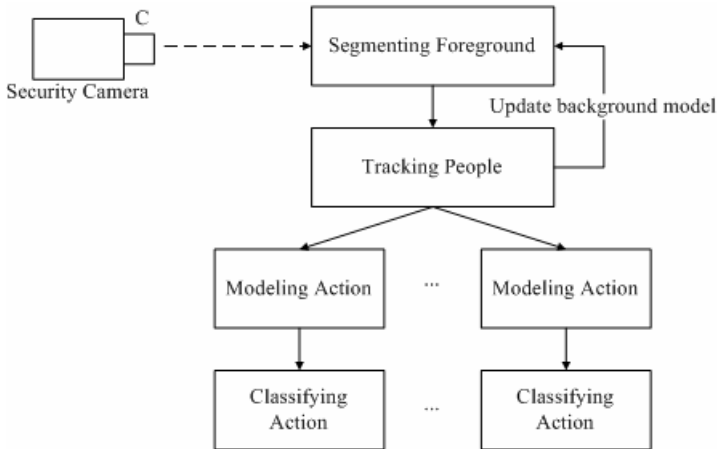 C
Segmenting Foreground
Security Camera
Update background model
Tracking People
Modeling Action
...
Modeling Action
Classifying
Action
...
Classifying
Action